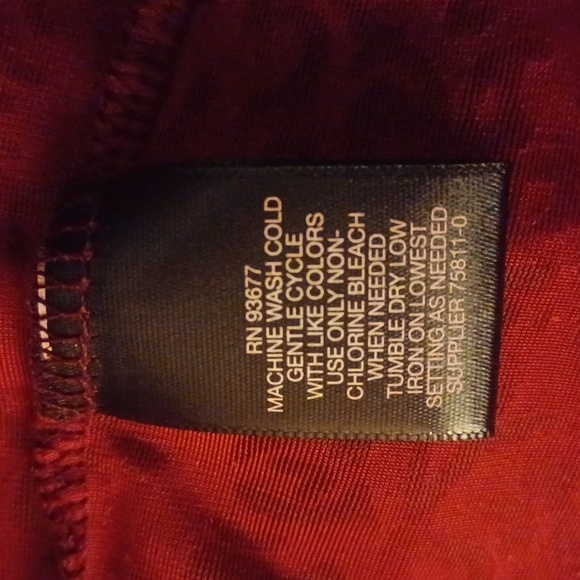 RN 93677
MACHINE WASH COLD
GENTLE CYCLE
WITH LIKE COLORS
USE ONLY NON-
CHLORINE BLEACH
WHEN NEEDED
TUMBLE DRY LOW
IRON ON LOWEST
SETTING AS NEEDED
SUPPLIER 75811-0